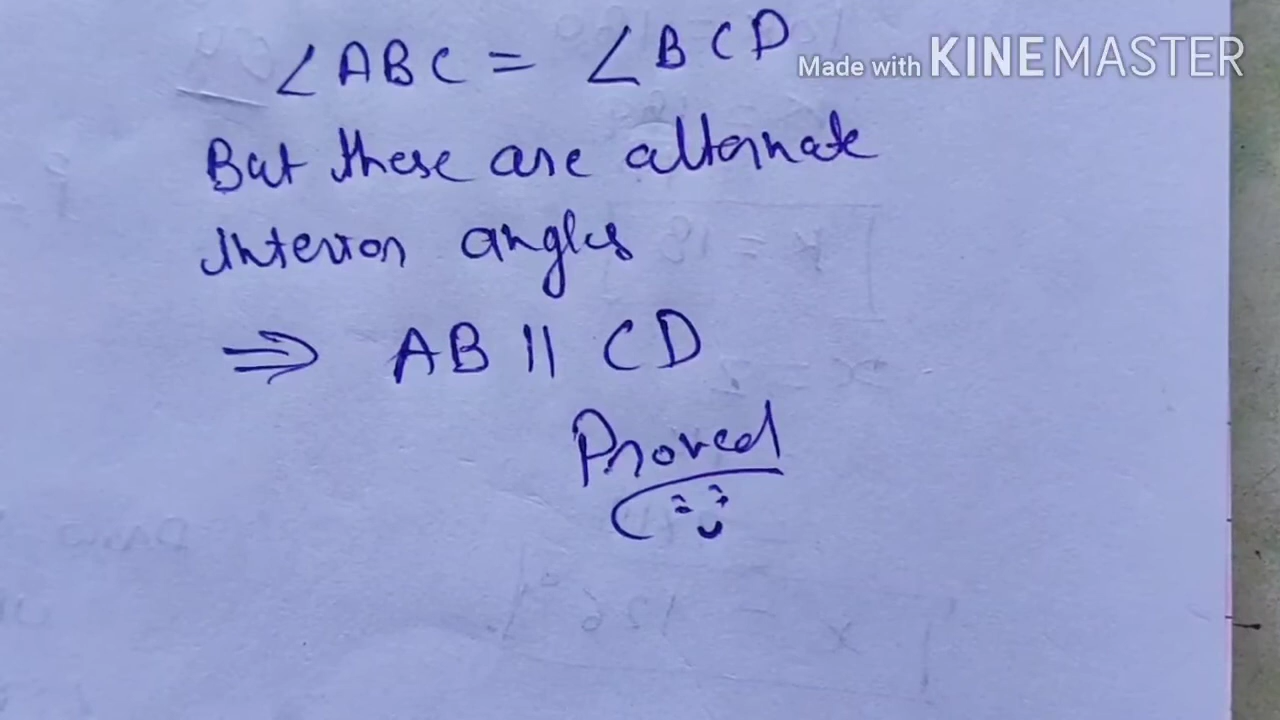 ∠ABC = ∠BCD
Made with KINEMASTER
But these are alternate
interior angles
⇒ AB || CD
Proved